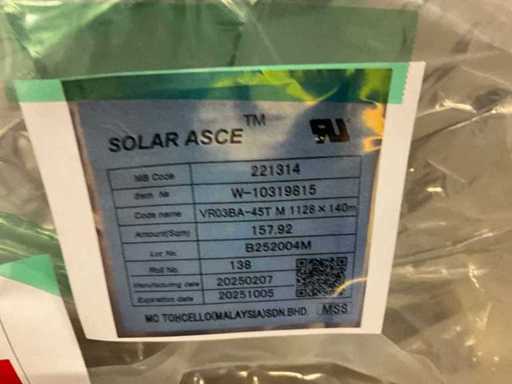 SOLAR ASCE™
MB Code 221314
Item № W-10319815
Code name VR03BA-45T M 1128 × 140m
Amount(Sqm) 157.92
Lot No. B252004M
Roll No. 138
Manufacturing date 20250207
Expiration date 20251005
MC TOHCELLO(MALAYSIA)SDN.BHD MSS